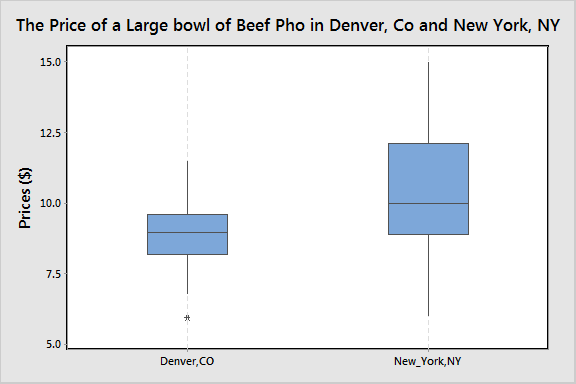 The Price of a Large bowl of Beef Pho in Denver, Co and New York, NY
15.0
12.5
10.0
7.5
5.0
Prices ($)
Denver,CO
New_York,NY